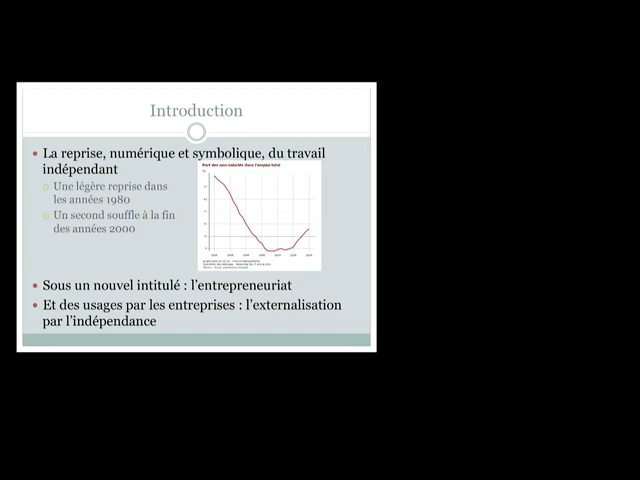 Introduction
La reprise, numérique et symbolique, du travail
indépendant
Part des non-salariés dans l'emploi total
Une légère reprise dans
les années 1980
Un second souffle à la fin
des années 2000
Sous un nouvel intitulé : l'entrepreneuriat
Et des usages par les entreprises : l'externalisation
par l'indépendance